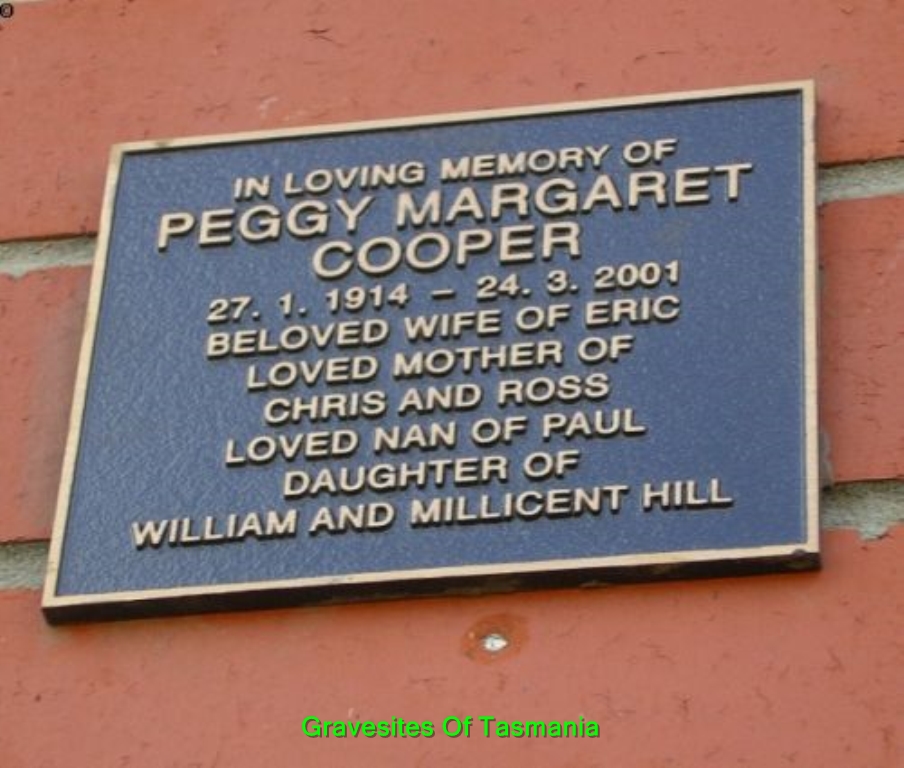 IN LOVING MEMORY OF
PEGGY MARGARET
COOPER
27. 1. 1914 – 24. 3. 2001
BELOVED WIFE OF ERIC
LOVED MOTHER OF
CHRIS AND ROSS
LOVED NAN OF PAUL
DAUGHTER OF
WILLIAM AND MILLICENT HILL
Gravesites Of Tasmania